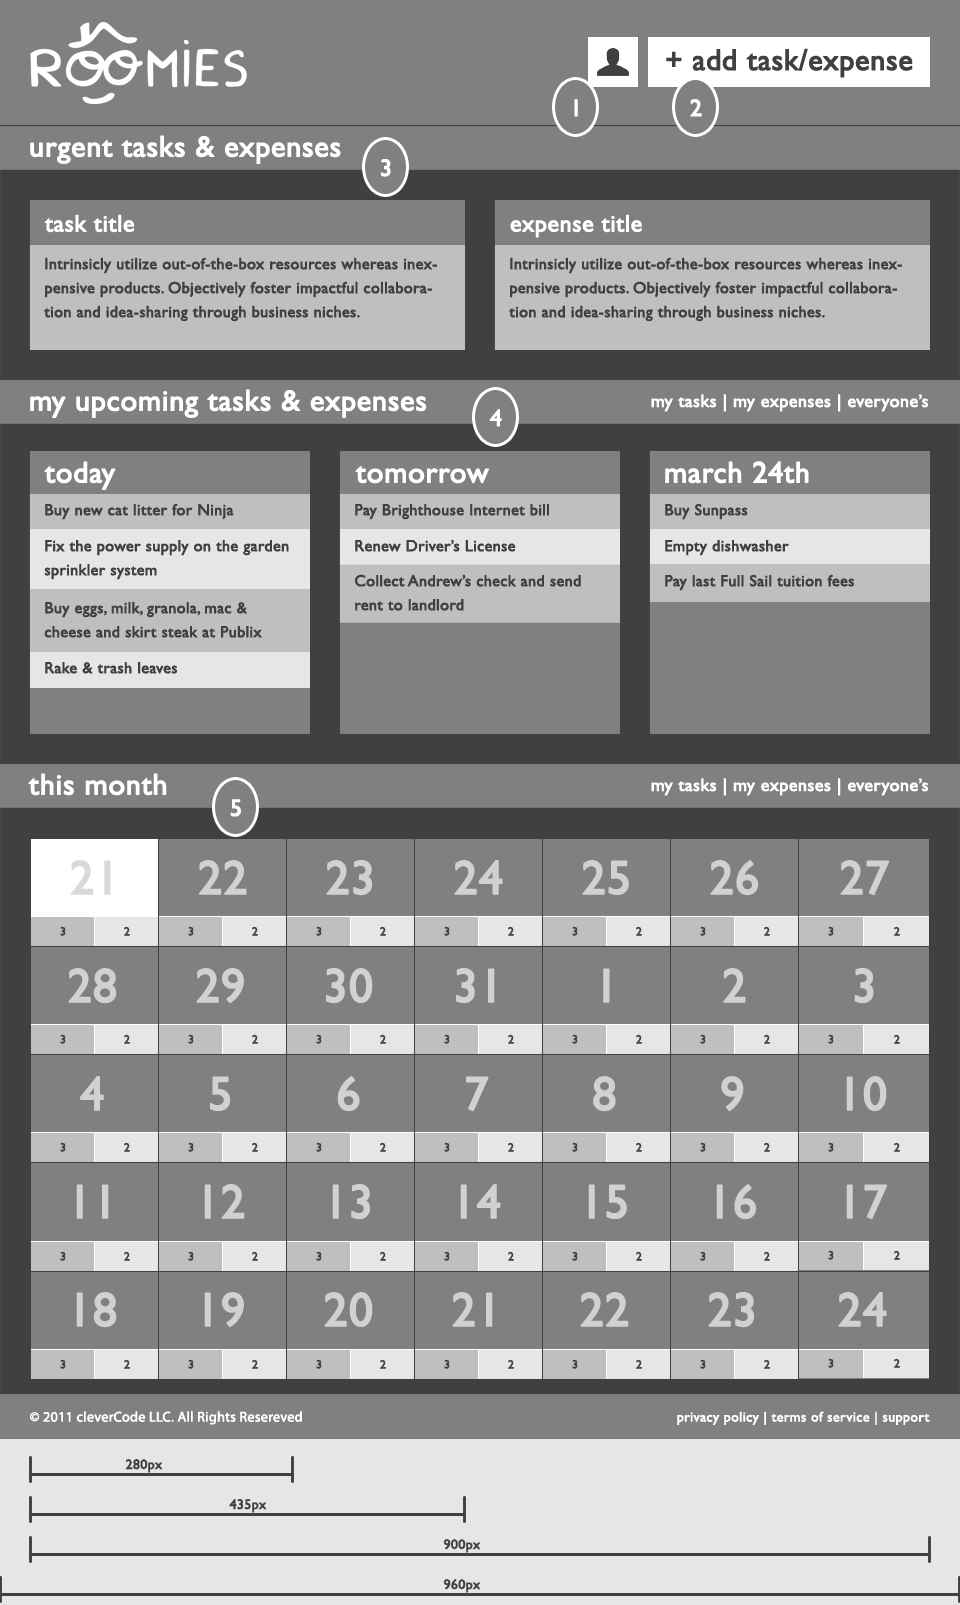 ROOMIES
+ add task/expense
1
2
urgent tasks & expenses
3
task title
Intrinsicly utilize out-of-the-box resources whereas inex-
pensive products. Objectively foster impactful collabora-
tion and idea-sharing through business niches.
expense title
Intrinsicly utilize out-of-the-box resources whereas inex-
pensive products. Objectively foster impactful collabora-
tion and idea-sharing through business niches.
my upcoming tasks & expenses
4
my tasks | my expenses | everyone's
today
Buy new cat litter for Ninja
Fix the power supply on the garden
sprinkler system
Buy eggs, milk, granola, mac &
cheese and skirt steak at Publix
Rake & trash leaves
tomorrow
Pay Brighthouse Internet bill
Renew Driver's License
Collect Andrew's check and send
rent to landlord
march 24th
Buy Sunpass
Empty dishwasher
Pay last Full Sail tuition fees
this month
5
my tasks | my expenses | everyone's
21 22 23 24 25 26 27
3 2 3 2 3 2 3 2 3 2 3 2 3 2
28 29 30 31 1 2 3
3 2 3 2 3 2 3 2 3 2 3 2 3 2
4 5 6 7 8 9 10
3 2 3 2 3 2 3 2 3 2 3 2 3 2
11 12 13 14 15 16 17
3 2 3 2 3 2 3 2 3 2 3 2 3 2
18 19 20 21 22 23 24
3 2 3 2 3 2 3 2 3 2 3 2 3 2
© 2011 cleverCode LLC. All Rights Resereved
privacy policy | terms of service | support
280px
435px
900px
960px